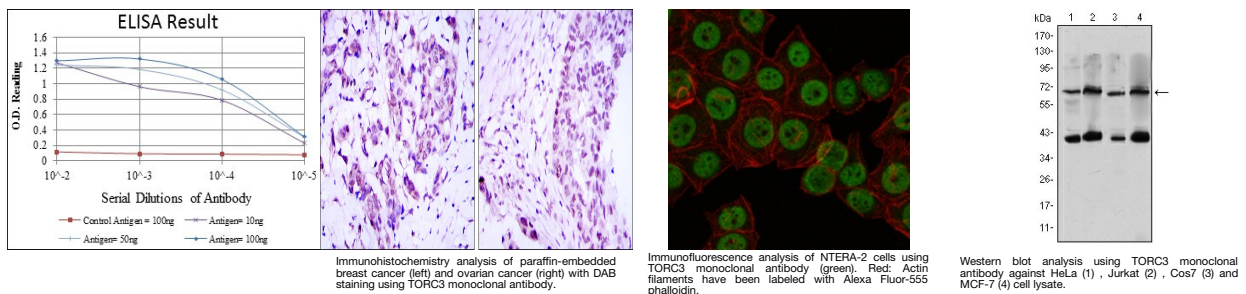 ELISA Result
1.6
1.4
1.2
1
0.8
0.6
0.4
0.2
0
O.D. Reading
10^-2 10^-3 10^-4 10^-5
Serial Dilutions of Antibody
Control Antigen = 100ng Antigen= 10ng
Antigen= 50ng Antigen= 100ng
Immunohistochemistry analysis of paraffin-embedded
breast cancer (left) and ovarian cancer (right) with DAB
staining using TORC3 monoclonal antibody.
Immunofluorescence analysis of NTERA-2 cells using
TORC3 monoclonal antibody (green). Red: Actin
filaments have been labeled with Alexa Fluor-555
phalloidin.
kDa 1 2 3 4
170-
130-
95-
72-
55-
43-
34-
26-
17-
11-
←
Western blot analysis using TORC3 monoclonal
antibody against HeLa (1) , Jurkat (2) , Cos7 (3) and
MCF-7 (4) cell lysate.